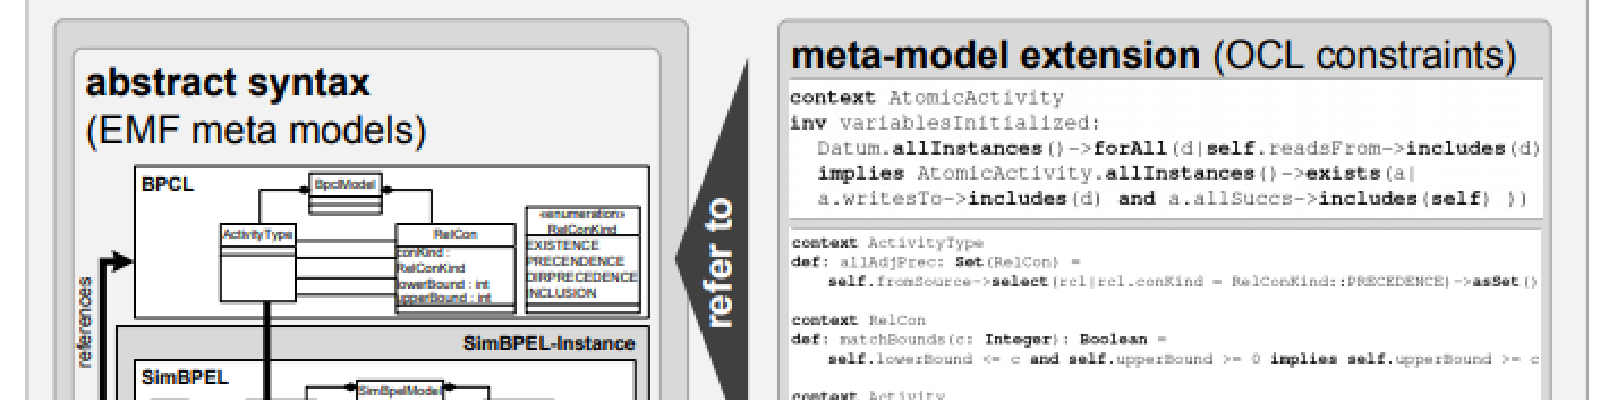 abstract syntax
(EMF meta models)
BPCL
BpclModel
ActivityType
RelCon
conKind :
RelConKind
lowerBound : int
upperBound : int
«enumeration»
RelConKind
EXISTENCE
PRECENDENCE
DIRPRECEDENCE
INCLUSION
references
SimBPEL-Instance
SimBPEL
SimBpelModel
refer to
meta-model extension (OCL constraints)
context AtomicActivity
inv variablesInitialized:
Datum.allInstances()->forAll(d|self.readsFrom->includes(d)
implies AtomicActivity.allInstances()->exists(a|
a.writesTo->includes(d) and a.allSuccs->includes(self) ))
context ActivityType
def: allAdjPrec: Set(RelCon) =
self.fromSource->select(rcl|rcl.conKind = RelConKind::PRECEDENCE)->asSet()
context RelCon
def: matchBounds(c: Integer): Boolean =
self.lowerBound <= c and self.upperBound >= 0 implies self.upperBound >= c
context Activity